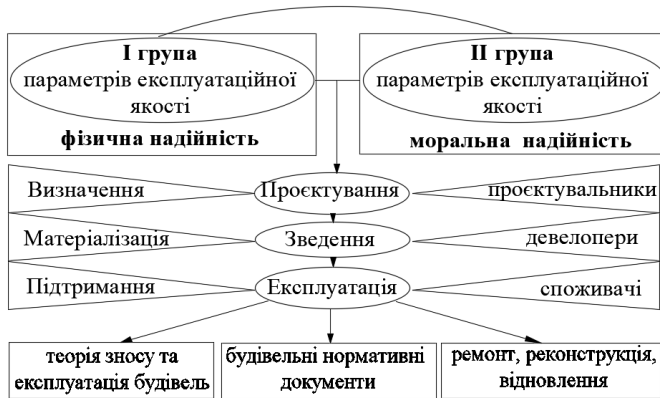 І група
параметрів експлуатаційної
якості
фізична надійність
ІІ група
параметрів експлуатаційної
якості
моральна надійність
Визначення
Проєктування
проєктувальники
Матеріалізація
Зведення
девелопери
Підтримання
Експлуатація
споживачі
теорія зносу та
експлуатація будівель
будівельні нормативні
документи
ремонт, реконструкція,
відновлення